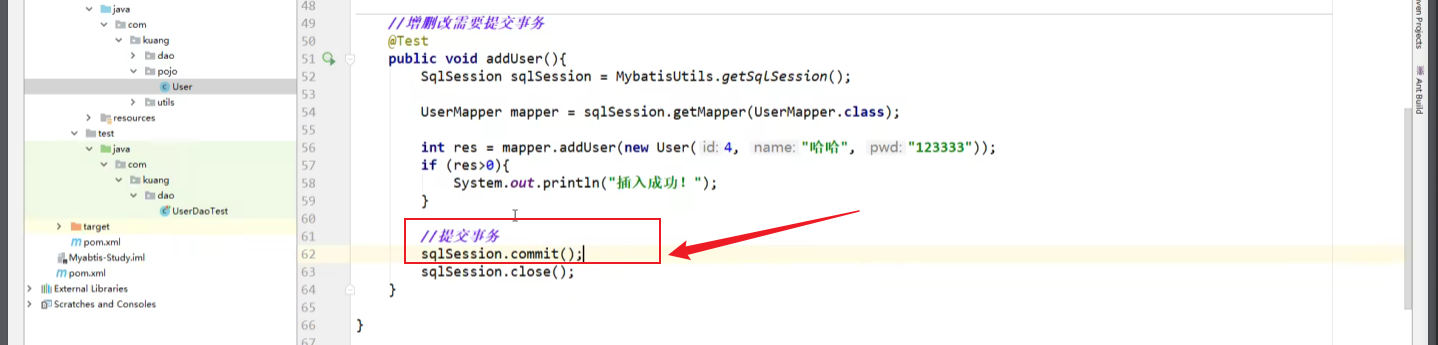 java
com
kuang
dao
pojo
User
utils
resources
test
java
com
kuang
dao
UserDaoTest
target
pom.xml
Myabtis-Study.iml
pom.xml
External Libraries
Scratches and Consoles
48
49 //增删改需要提交事务
50 @Test
51 public void addUser(){
52 SqlSession sqlSession = MybatisUtils.getSqlSession();
53
54 UserMapper mapper = sqlSession.getMapper(UserMapper.class);
55
56 int res = mapper.addUser(new User( id: 4, name: "哈哈", pwd: "123333"));
57 if (res>0){
58 System.out.println("插入成功！");
59 }
60
61 //提交事务
62 sqlSession.commit();
63 sqlSession.close();
64 }
65
66 }
67
Projects
Ant Build